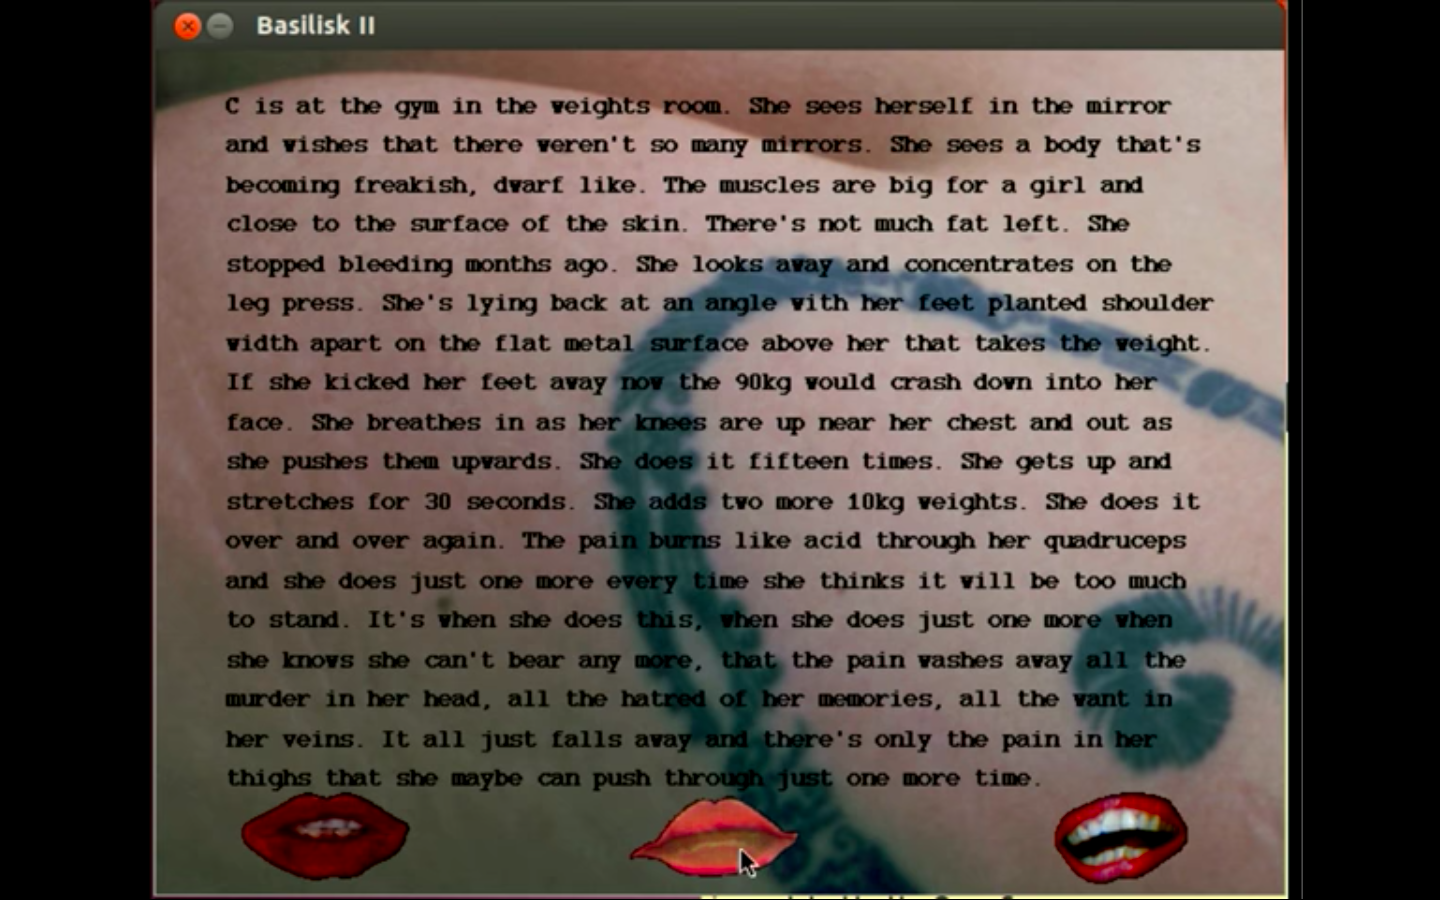 Basilisk II
C is at the gym in the weights room. She sees herself in the mirror
and wishes that there weren't so many mirrors. She sees a body that's
becoming freakish, dwarf like. The muscles are big for a girl and
close to the surface of the skin. There's not much fat left. She
stopped bleeding months ago. She looks away and concentrates on the
leg press. She's lying back at an angle with her feet planted shoulder
width apart on the flat metal surface above her that takes the weight.
If she kicked her feet away now the 90kg would crash down into her
face. She breathes in as her knees are up near her chest and out as
she pushes them upwards. She does it fifteen times. She gets up and
stretches for 30 seconds. She adds two more 10kg weights. She does it
over and over again. The pain burns like acid through her quadruceps
and she does just one more every time she thinks it will be too much
to stand. It's when she does this, when she does just one more when
she knows she can't bear any more, that the pain washes away all the
murder in her head, all the hatred of her memories, all the want in
her veins. It all just falls away and there's only the pain in her
thighs that she maybe can push through just one more time.